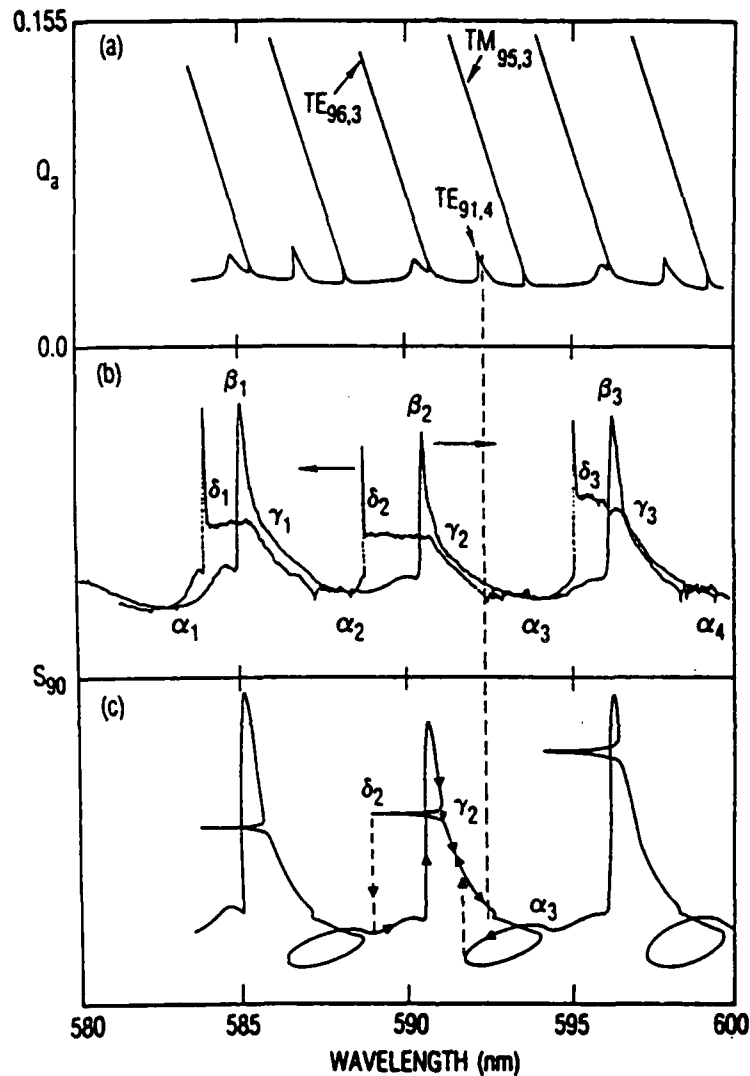 0.155
(a)
TM95,3
TE96,3
Qa
TE91,4
0.0
(b)
β1
β2
β3
δ1
δ2
δ3
γ1
γ2
γ3
α1
α2
α3
α4
S90
(c)
δ2
γ2
α3
580
585
590
595
600
WAVELENGTH (nm)